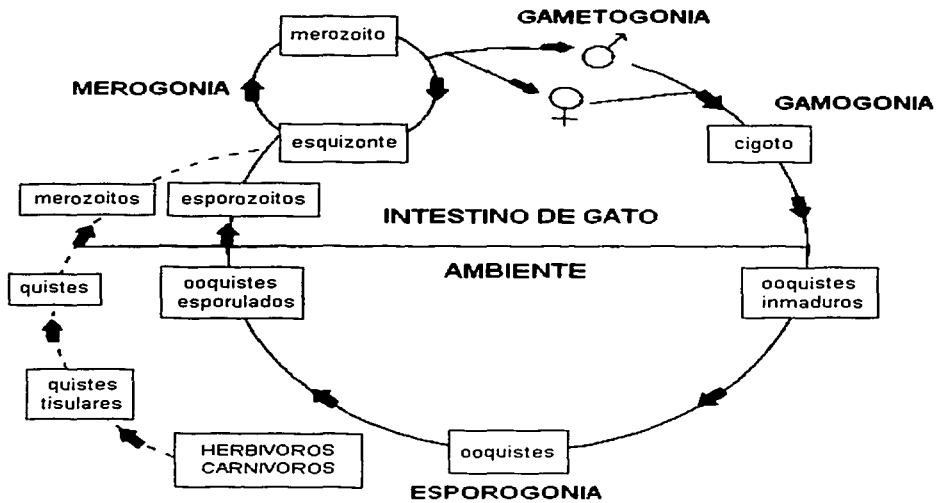 GAMETOGONIA
merozoito
MEROGONIA
GAMOGONIA
esquizonte
cigoto
merozoitos
esporozoitos
INTESTINO DE GATO
AMBIENTE
quistes
ooquistes
esporulados
ooquistes
inmaduros
quistes
tisulares
HERBIVOROS
CARNIVOROS
ooquistes
ESPOROGONIA